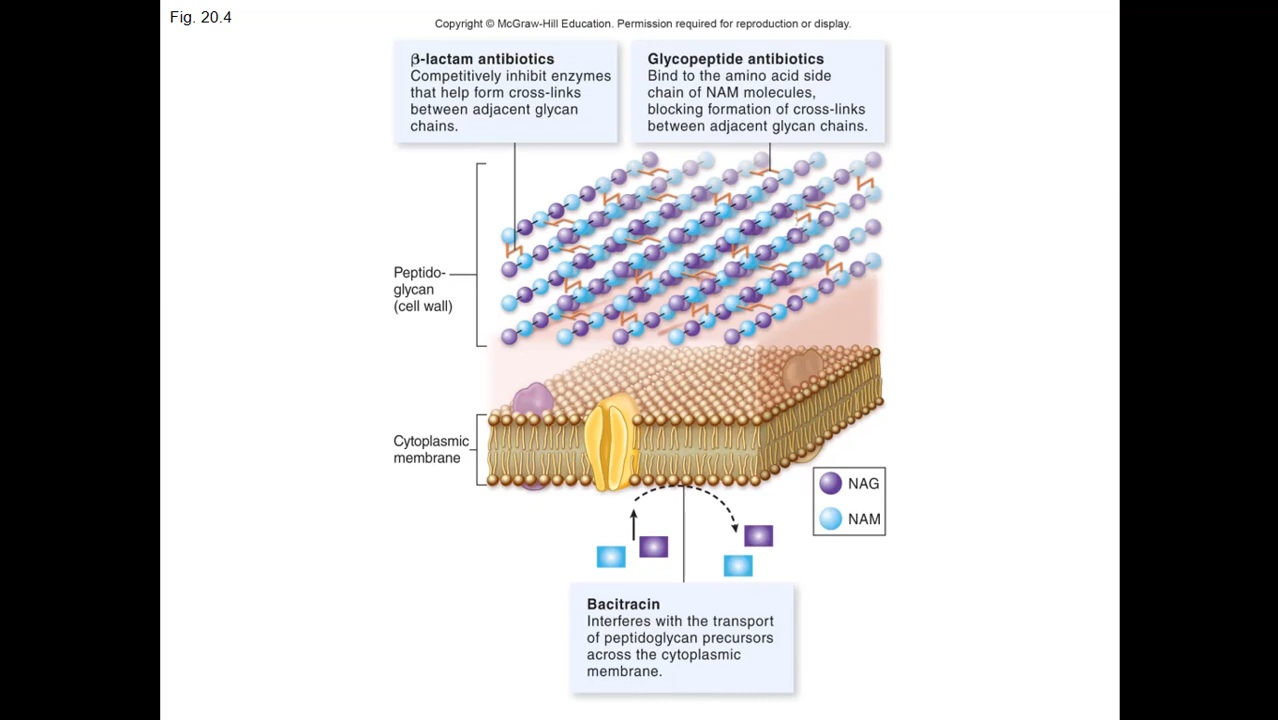 Fig. 20.4
Copyright © McGraw-Hill Education. Permission required for reproduction or display.
β-lactam antibiotics
Competitively inhibit enzymes
that help form cross-links
between adjacent glycan
chains.
Glycopeptide antibiotics
Bind to the amino acid side
chain of NAM molecules,
blocking formation of cross-links
between adjacent glycan chains.
Peptido-
glycan
(cell wall)
Cytoplasmic
membrane
NAG
NAM
Bacitracin
Interferes with the transport
of peptidoglycan precursors
across the cytoplasmic
membrane.